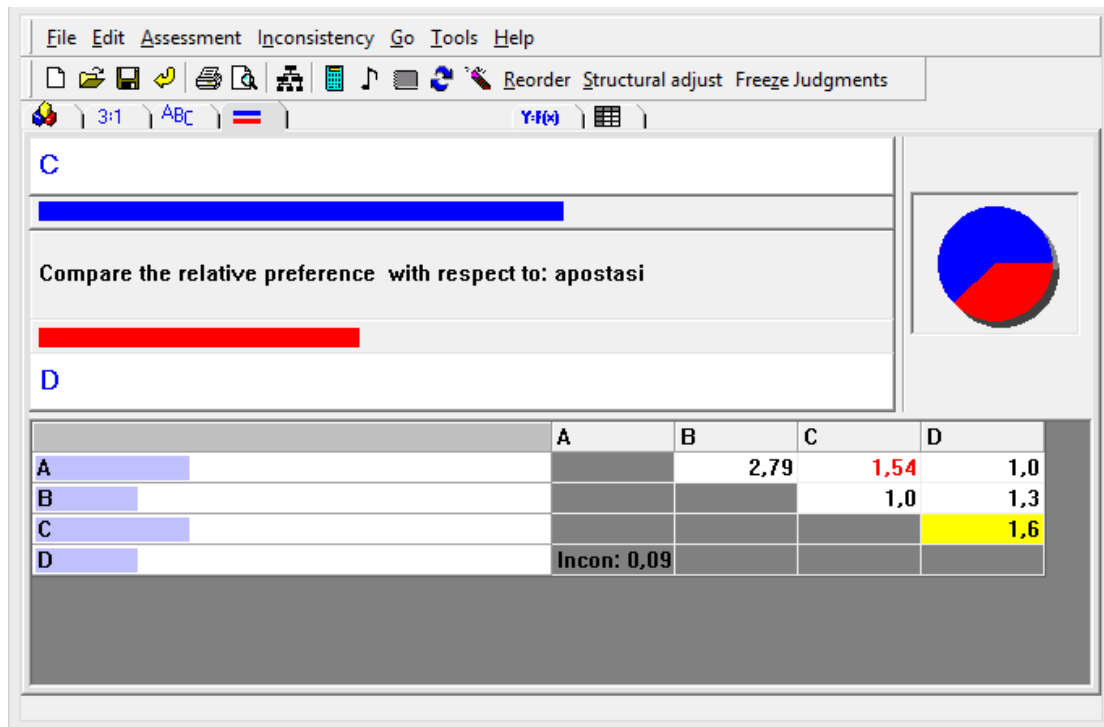 File Edit Assessment Inconsistency Go Tools Help
Reorder Structural adjust Freeze Judgments
3:1 ABC Y=F(x)
C
Compare the relative preference with respect to: apostasi
D
A B C D
A 2,79 1,54 1,0
B 1,0 1,3
C 1,6
D Incon: 0,09